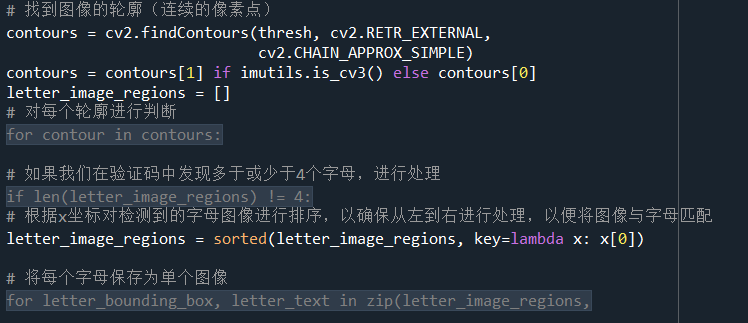 # 找到图像的轮廓（连续的像素点）
contours = cv2.findContours(thresh, cv2.RETR_EXTERNAL,
                            cv2.CHAIN_APPROX_SIMPLE)
contours = contours[1] if imutils.is_cv3() else contours[0]
letter_image_regions = []
# 对每个轮廓进行判断
for contour in contours:
# 如果我们在验证码中发现多于或少于4个字母，进行处理
if len(letter_image_regions) != 4:
# 根据x坐标对检测到的字母图像进行排序，以确保从左到右进行处理，以便将图像与字母匹配
letter_image_regions = sorted(letter_image_regions, key=lambda x: x[0])
# 将每个字母保存为单个图像
for letter_bounding_box, letter_text in zip(letter_image_regions,